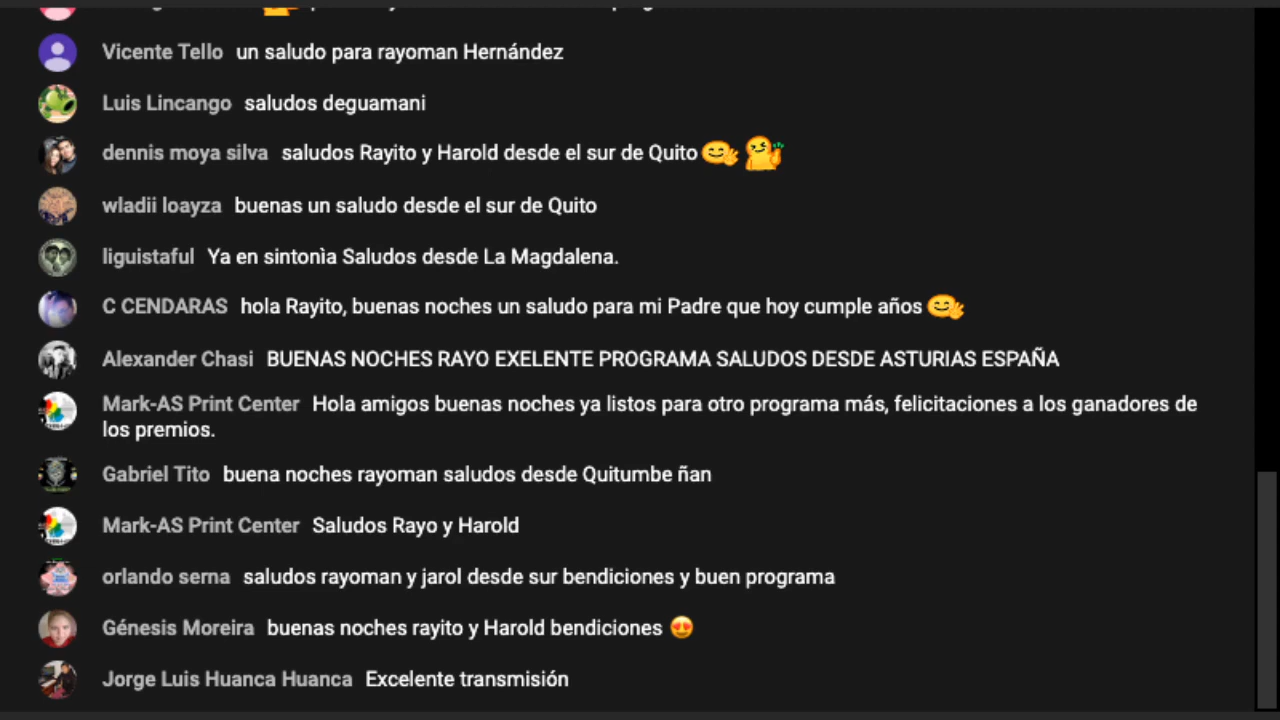 Vicente Tello un saludo para rayoman Hernández
Luis Lincango saludos deguamani
dennis moya silva saludos Rayito y Harold desde el sur de Quito
wladii loayza buenas un saludo desde el sur de Quito
liguistaful Ya en sintonìa Saludos desde La Magdalena.
C CENDARAS hola Rayito, buenas noches un saludo para mi Padre que hoy cumple años
Alexander Chasi BUENAS NOCHES RAYO EXELENTE PROGRAMA SALUDOS DESDE ASTURIAS ESPAÑA
Mark-AS Print Center Hola amigos buenas noches ya listos para otro programa más, felicitaciones a los ganadores de
los premios.
Gabriel Tito buena noches rayoman saludos desde Quitumbe ñan
Mark-AS Print Center Saludos Rayo y Harold
orlando serna saludos rayoman y jarol desde sur bendiciones y buen programa
Génesis Moreira buenas noches rayito y Harold bendiciones
Jorge Luis Huanca Huanca Excelente transmisión